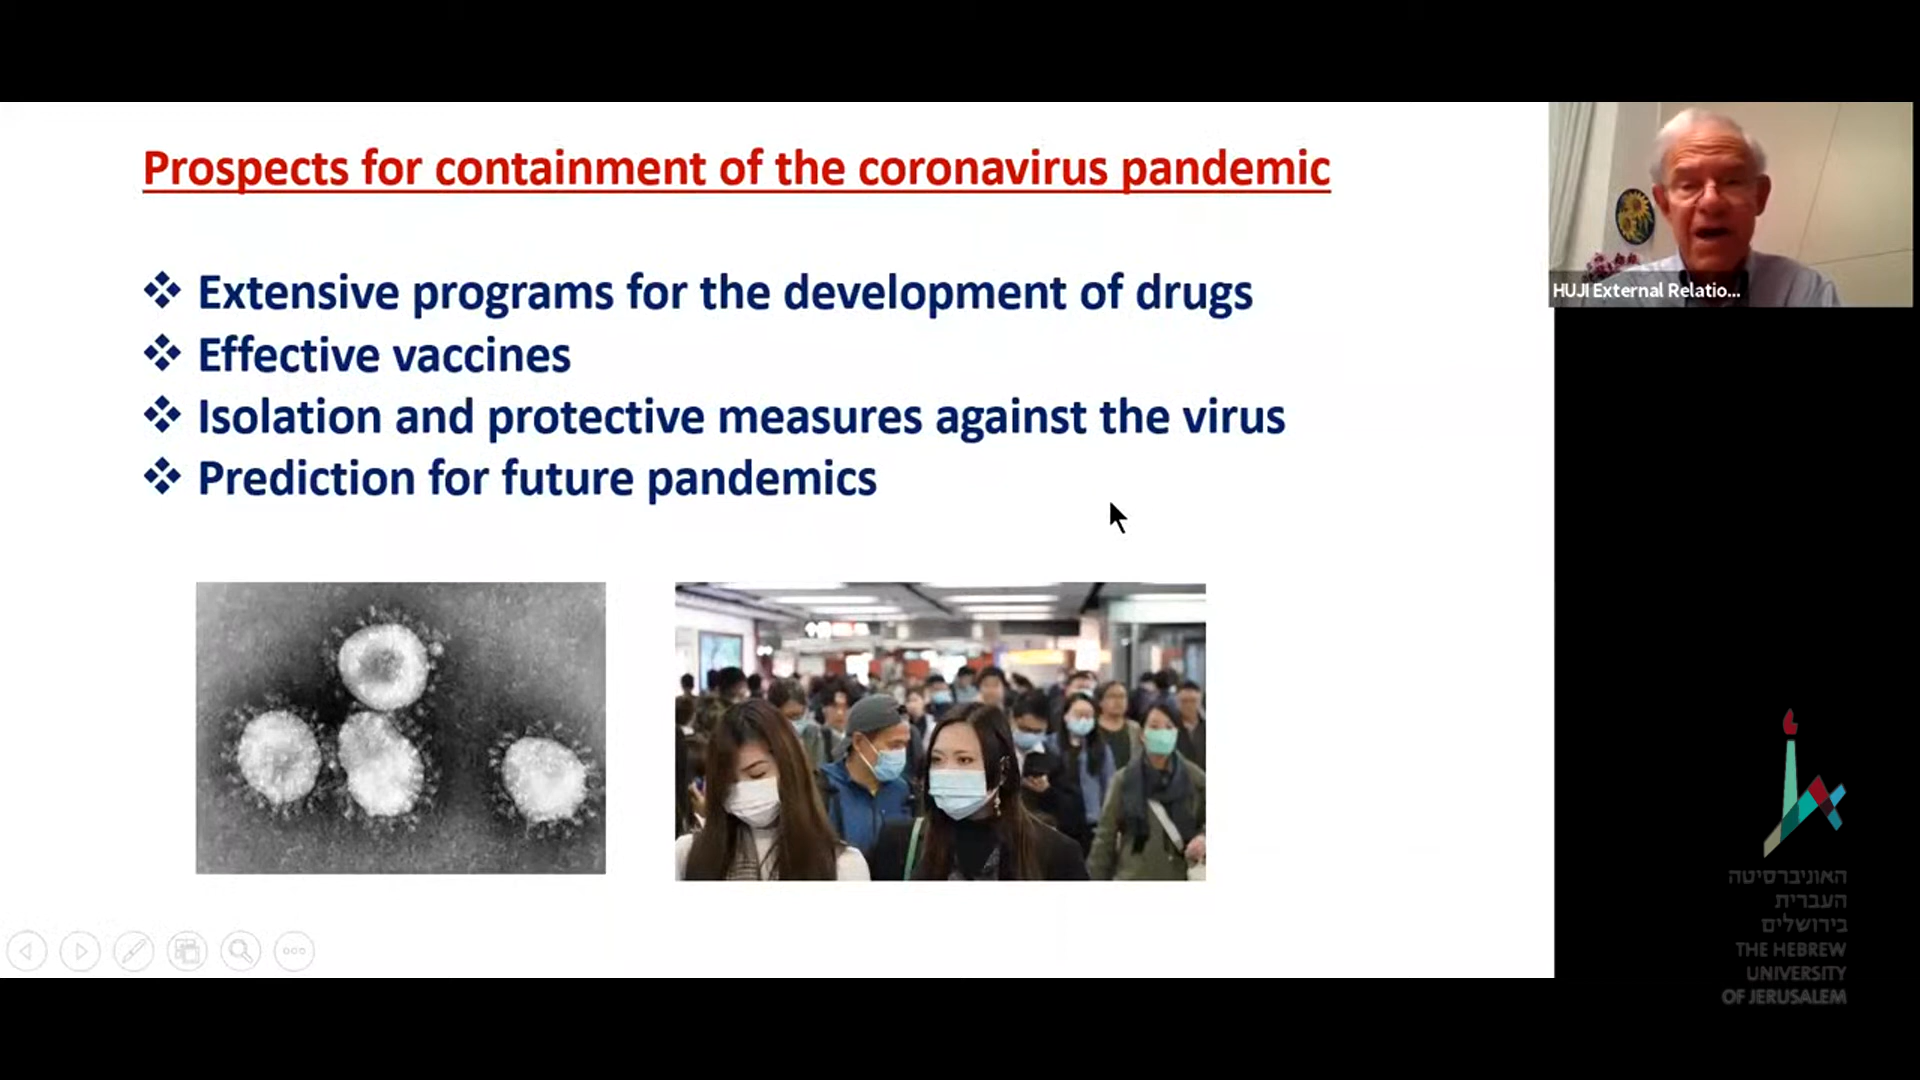 Prospects for containment of the coronavirus pandemic
❖ Extensive programs for the development of drugs
❖ Effective vaccines
❖ Isolation and protective measures against the virus
❖ Prediction for future pandemics
HUJI External Relatio...
האוניברסיטה
העברית
בירושלים
THE HEBREW
UNIVERSITY
OF JERUSALEM